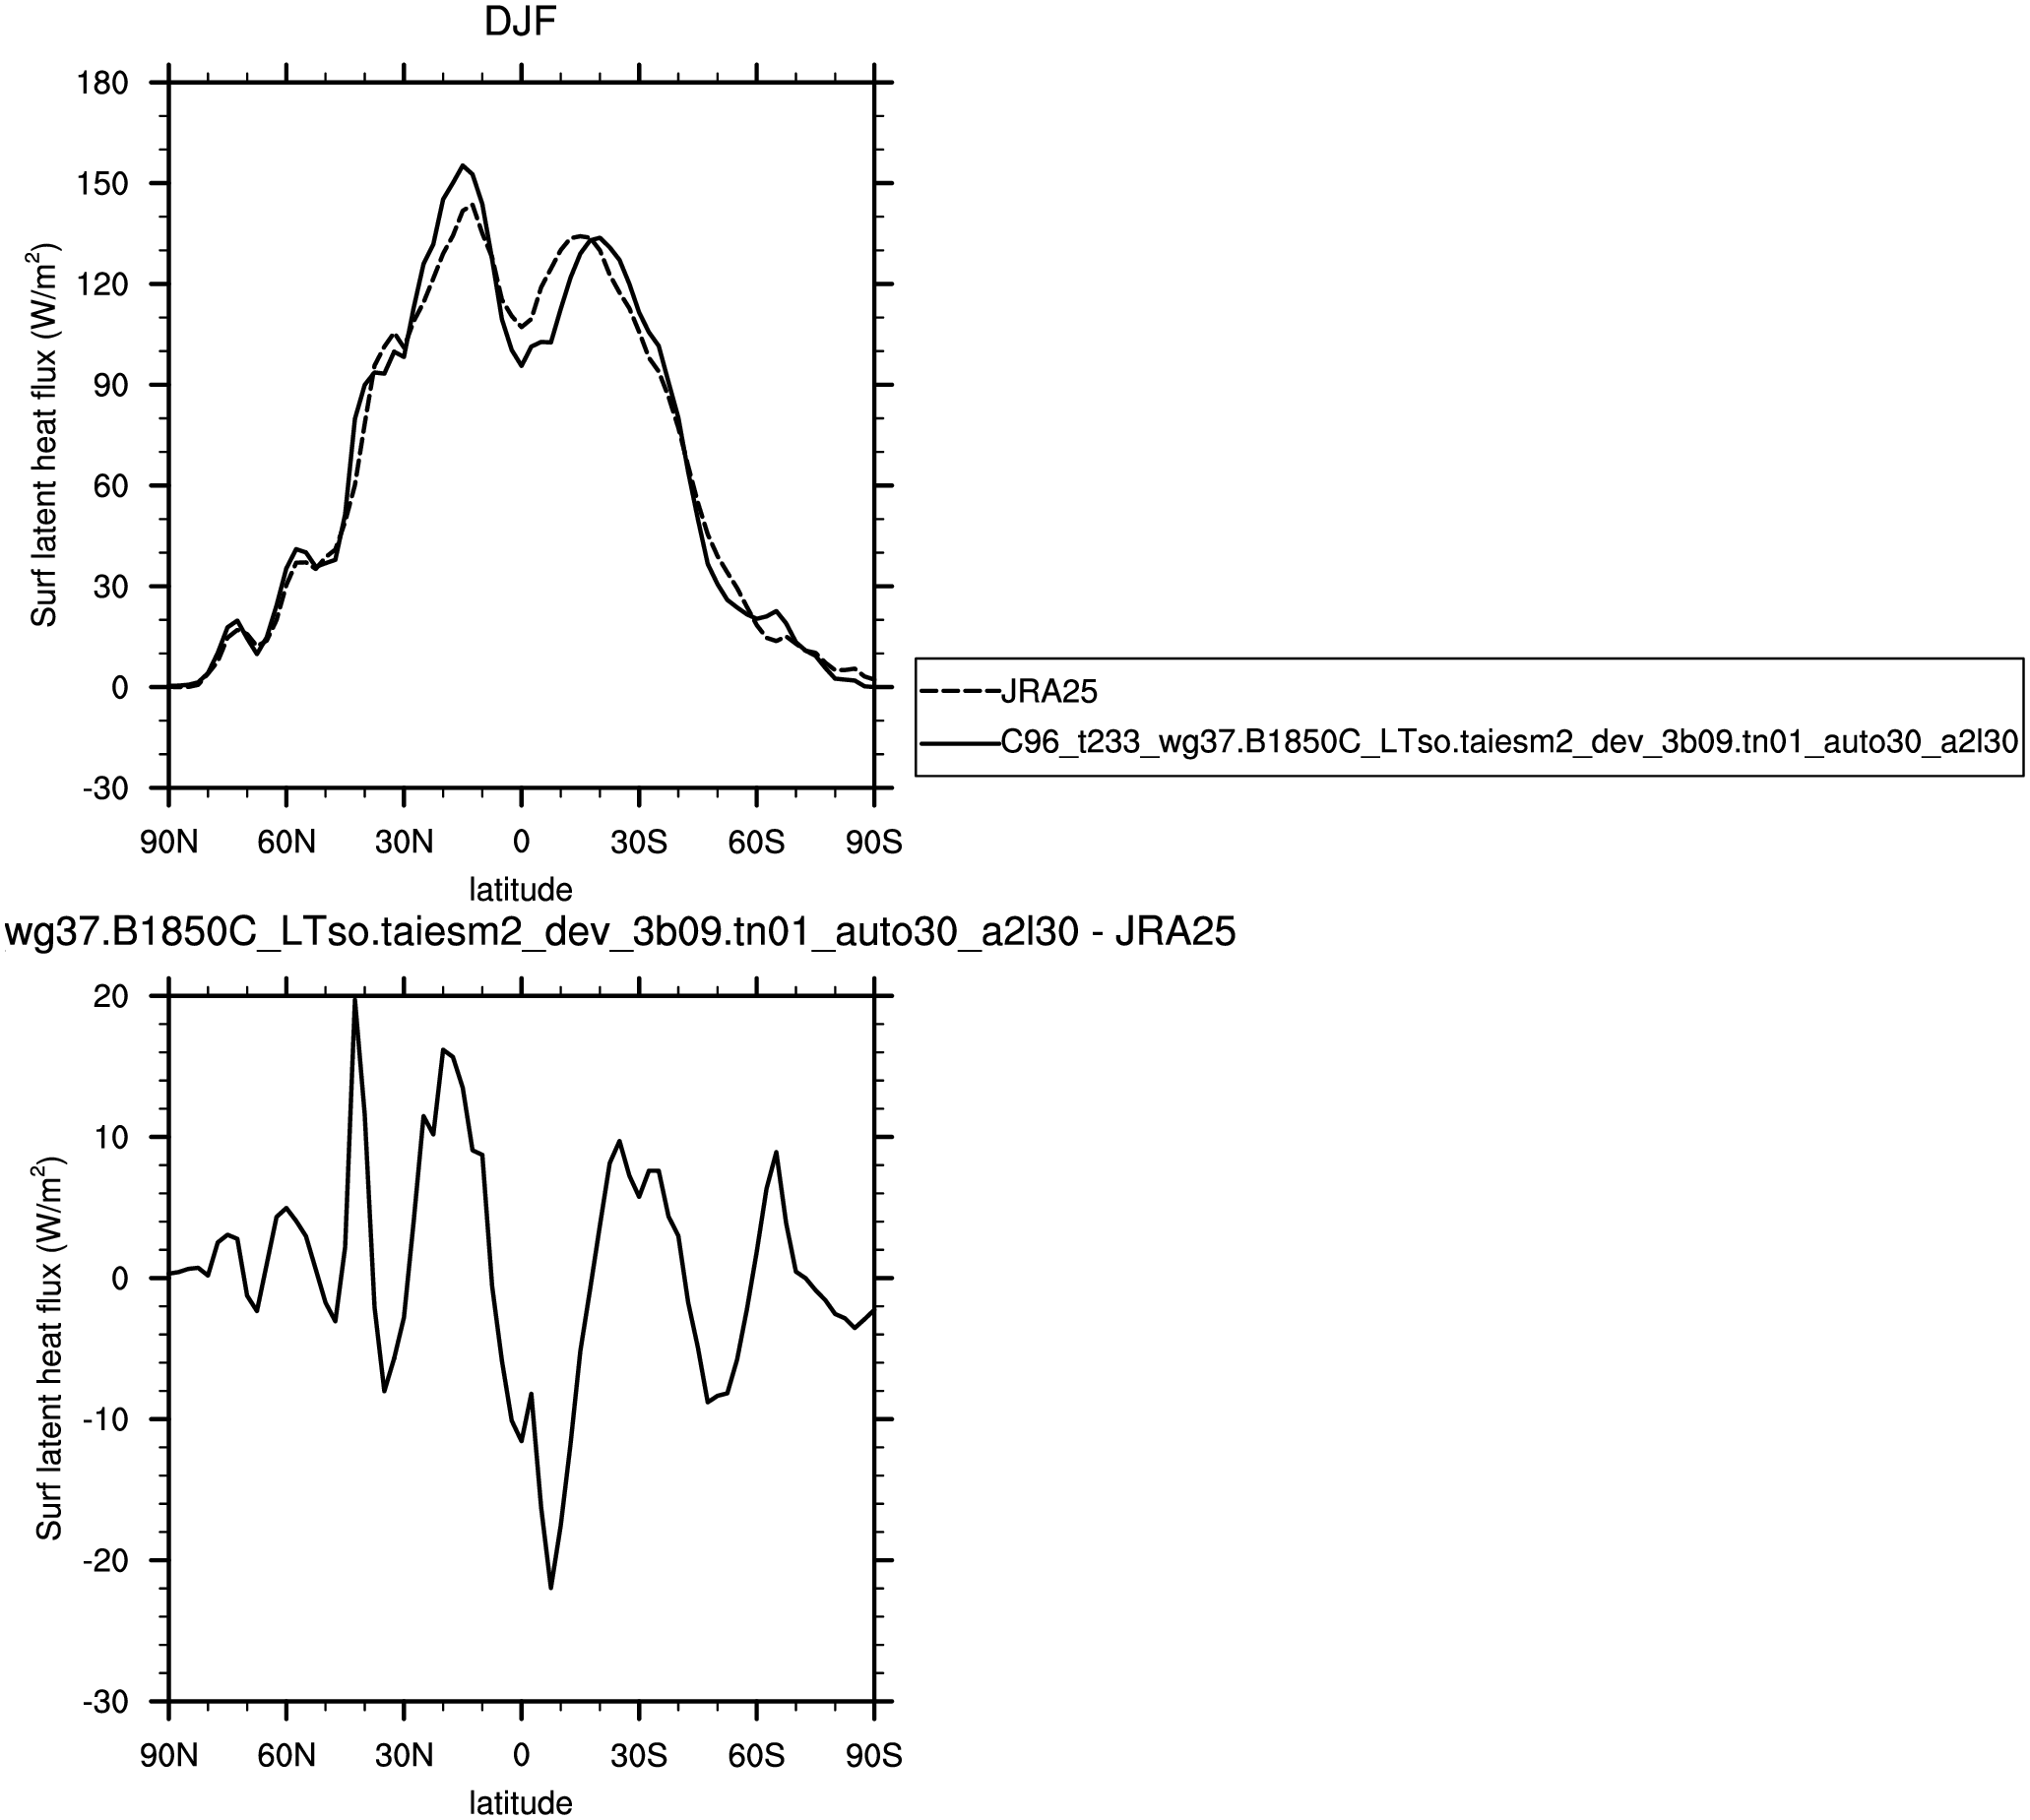 DJF
180
150
120
90
60
30
0
-30
Surf latent heat flux (W/m²)
90N 60N 30N 0 30S 60S 90S
latitude
JRA25
C96_t233_wg37.B1850C_LTso.taiesm2_dev_3b09.tn01_auto30_a2l30
wg37.B1850C_LTso.taiesm2_dev_3b09.tn01_auto30_a2l30 - JRA25
20
10
0
-10
-20
-30
Surf latent heat flux (W/m²)
90N 60N 30N 0 30S 60S 90S
latitude